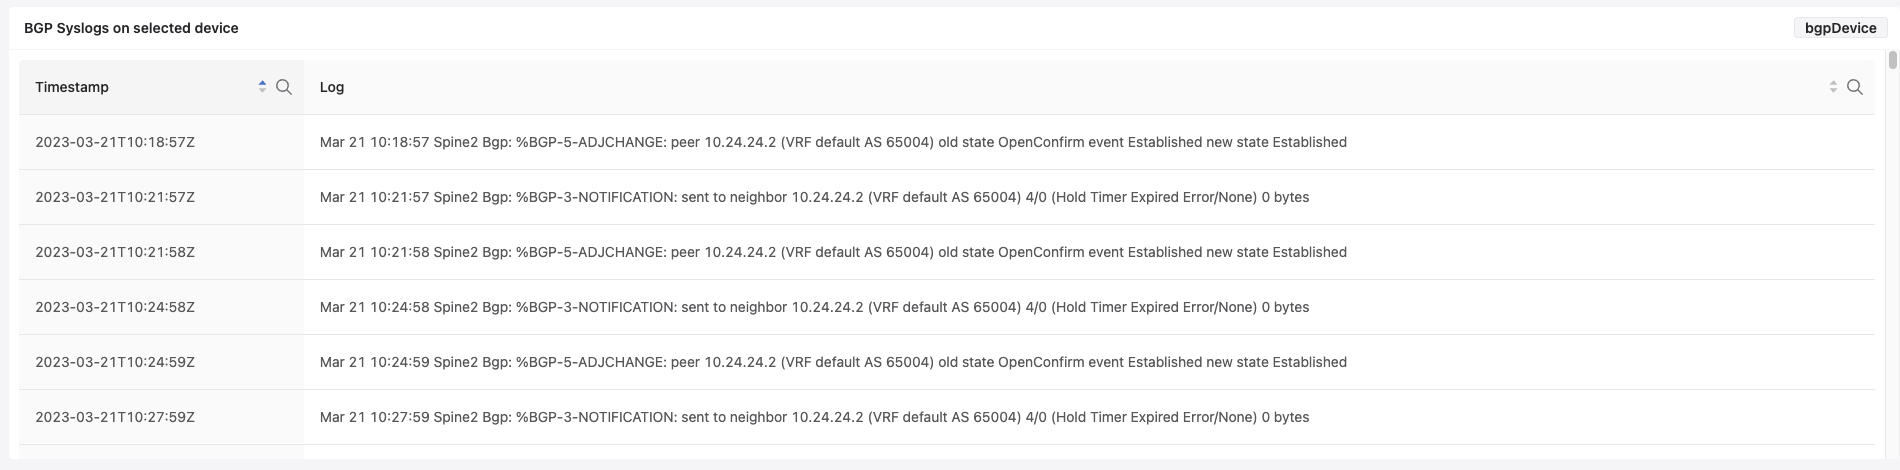 BGP Syslogs on selected device bgpDevice
Timestamp Log
2023-03-21T10:18:57Z Mar 21 10:18:57 Spine2 Bgp: %BGP-5-ADJCHANGE: peer 10.24.24.2 (VRF default AS 65004) old state OpenConfirm event Established new state Established
2023-03-21T10:21:57Z Mar 21 10:21:57 Spine2 Bgp: %BGP-3-NOTIFICATION: sent to neighbor 10.24.24.2 (VRF default AS 65004) 4/0 (Hold Timer Expired Error/None) 0 bytes
2023-03-21T10:21:58Z Mar 21 10:21:58 Spine2 Bgp: %BGP-5-ADJCHANGE: peer 10.24.24.2 (VRF default AS 65004) old state OpenConfirm event Established new state Established
2023-03-21T10:24:58Z Mar 21 10:24:58 Spine2 Bgp: %BGP-3-NOTIFICATION: sent to neighbor 10.24.24.2 (VRF default AS 65004) 4/0 (Hold Timer Expired Error/None) 0 bytes
2023-03-21T10:24:59Z Mar 21 10:24:59 Spine2 Bgp: %BGP-5-ADJCHANGE: peer 10.24.24.2 (VRF default AS 65004) old state OpenConfirm event Established new state Established
2023-03-21T10:27:59Z Mar 21 10:27:59 Spine2 Bgp: %BGP-3-NOTIFICATION: sent to neighbor 10.24.24.2 (VRF default AS 65004) 4/0 (Hold Timer Expired Error/None) 0 bytes